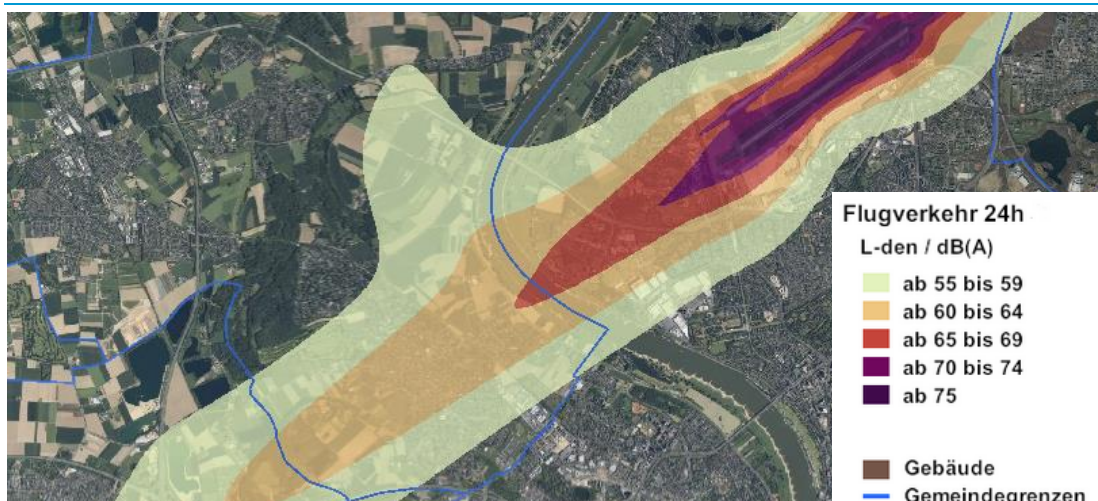 Flugverkehr 24h
L-den / dB(A)
ab 55 bis 59
ab 60 bis 64
ab 65 bis 69
ab 70 bis 74
ab 75
Gebäude
Gemeindegrenzen